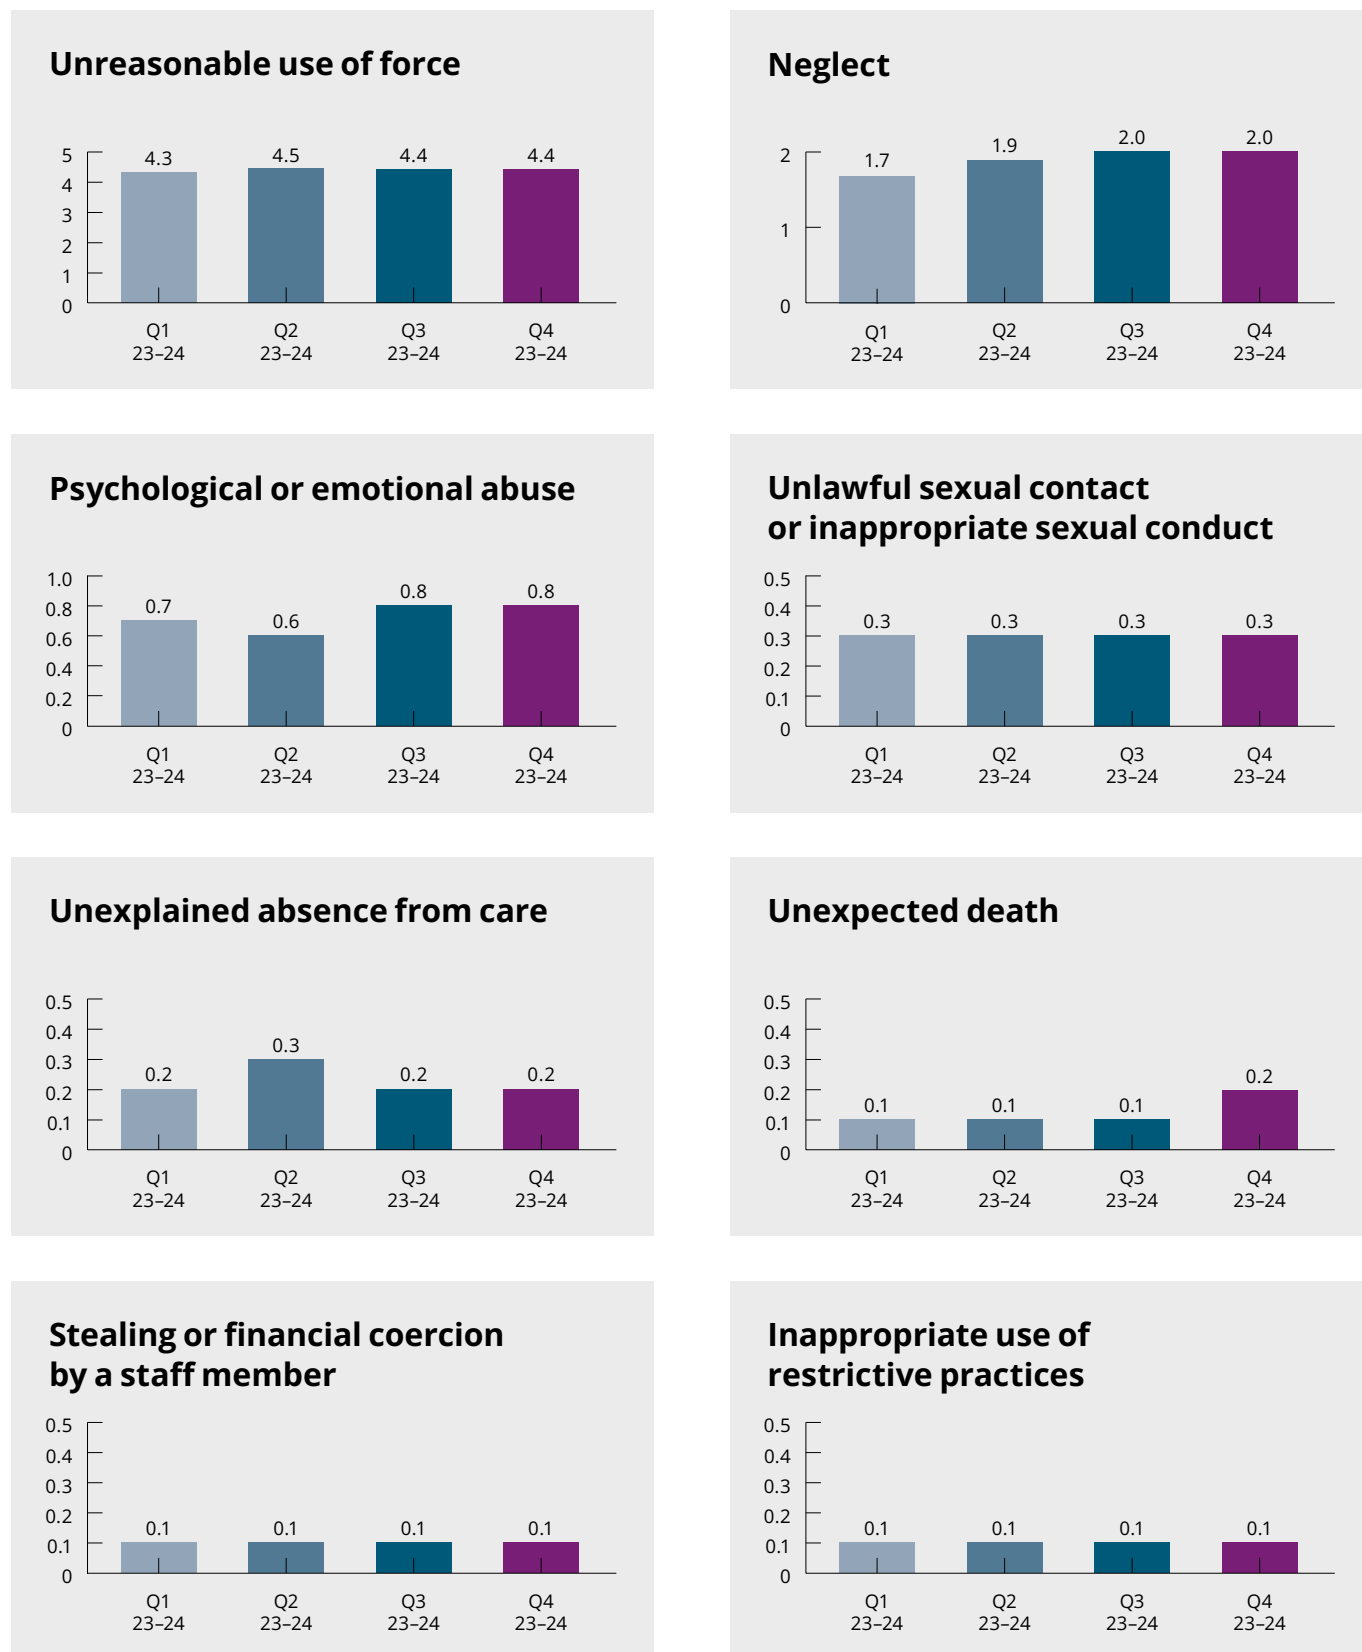 Unreasonable use of force
5
4
3
2
1
0
4.3
4.5
4.4
4.4
Q1
23–24
Q2
23–24
Q3
23–24
Q4
23–24
Neglect
2
1
0
1.7
1.9
2.0
2.0
Q1
23–24
Q2
23–24
Q3
23–24
Q4
23–24
Psychological or emotional abuse
1.0
0.8
0.6
0.4
0.2
0
0.7
0.6
0.8
0.8
Q1
23–24
Q2
23–24
Q3
23–24
Q4
23–24
Unlawful sexual contact
or inappropriate sexual conduct
0.5
0.4
0.3
0.2
0.1
0
0.3
0.3
0.3
0.3
Q1
23–24
Q2
23–24
Q3
23–24
Q4
23–24
Unexplained absence from care
0.5
0.4
0.3
0.2
0.1
0
0.2
0.3
0.2
0.2
Q1
23–24
Q2
23–24
Q3
23–24
Q4
23–24
Unexpected death
0.5
0.4
0.3
0.2
0.1
0
0.1
0.1
0.1
0.2
Q1
23–24
Q2
23–24
Q3
23–24
Q4
23–24
Stealing or financial coercion
by a staff member
0.5
0.4
0.3
0.2
0.1
0
0.1
0.1
0.1
0.1
Q1
23–24
Q2
23–24
Q3
23–24
Q4
23–24
Inappropriate use of
restrictive practices
0.5
0.4
0.3
0.2
0.1
0
0.1
0.1
0.1
0.1
Q1
23–24
Q2
23–24
Q3
23–24
Q4
23–24